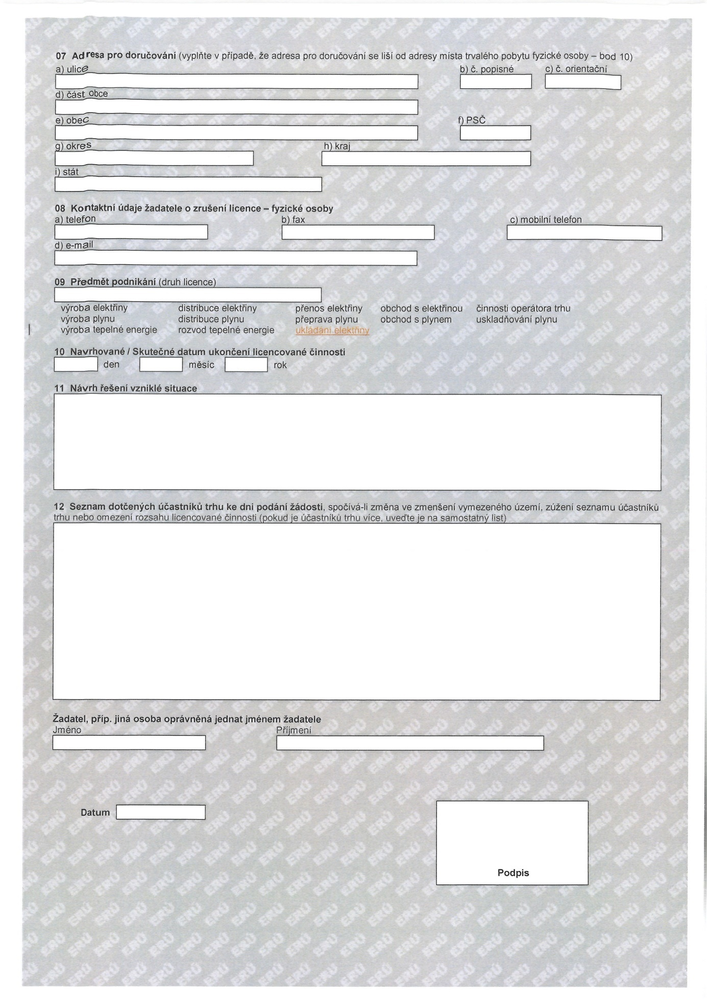 07 Adresa pro doručování (vyplňte v případě, že adresa pro doručování se liší od adresy místa trvalého pobytu fyzické osoby – bod 10)
a) ulice b) č. popisné c) č. orientační
d) část obce
e) obec f) PSČ
g) okres h) kraj
i) stát
08 Kontaktní údaje žadatele o zrušení licence – fyzické osoby
a) telefon b) fax c) mobilní telefon
d) e-mail
09 Předmět podnikání (druh licence)
výroba elektřiny distribuce elektřiny přenos elektřiny obchod s elektřinou činnosti operátora trhu
výroba plynu distribuce plynu přeprava plynu obchod s plynem uskladňování plynu
výroba tepelné energie rozvod tepelné energie ukládání elektřiny
10 Navrhované / Skutečné datum ukončení licencované činnosti
den měsíc rok
11 Návrh řešení vzniklé situace
12 Seznam dotčených účastníků trhu ke dni podání žádosti, spočívá-li změna ve zmenšení vymezeného území, zúžení seznamu účastníků
trhu nebo omezení rozsahu licencované činnosti (pokud je účastníků trhu více, uveďte je na samostatný list)
Žadatel, příp. jiná osoba oprávněná jednat jménem žadatele
Jméno Příjmení
Datum
Podpis